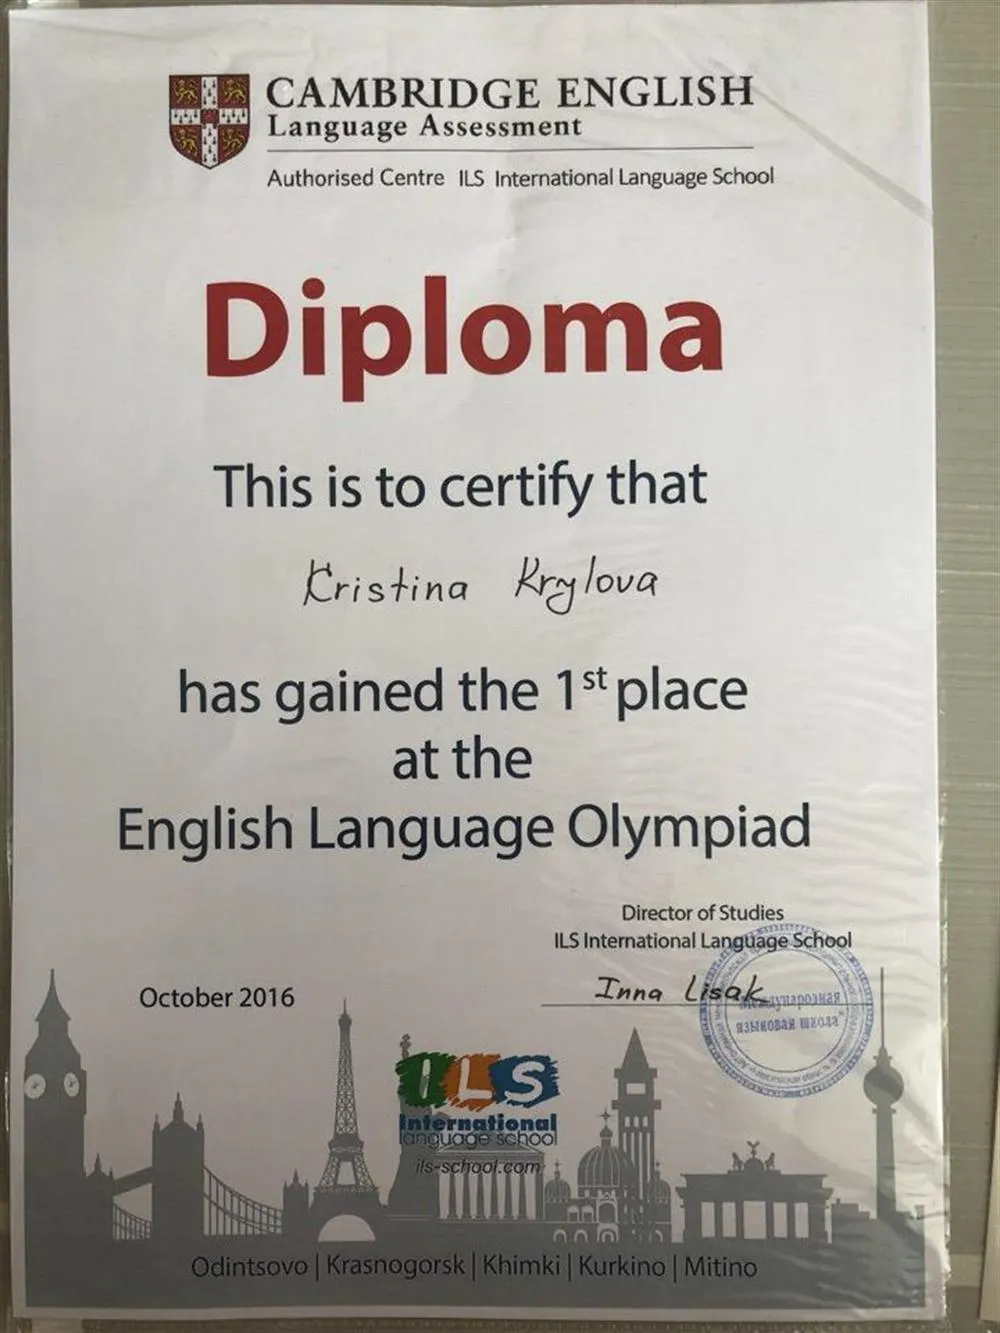 CAMBRIDGE ENGLISH
Language Assessment
Authorised Centre ILS International Language School
Diploma
This is to certify that
Kristina Krylova
has gained the 1st place
at the
English Language Olympiad
Director of Studies
ILS International Language School
October 2016
Inna Lisak
Международная
языковая школа"
ILS
International
language school
ils-school.com
Odintsovo | Krasnogorsk | Khimki | Kurkino | Mitino